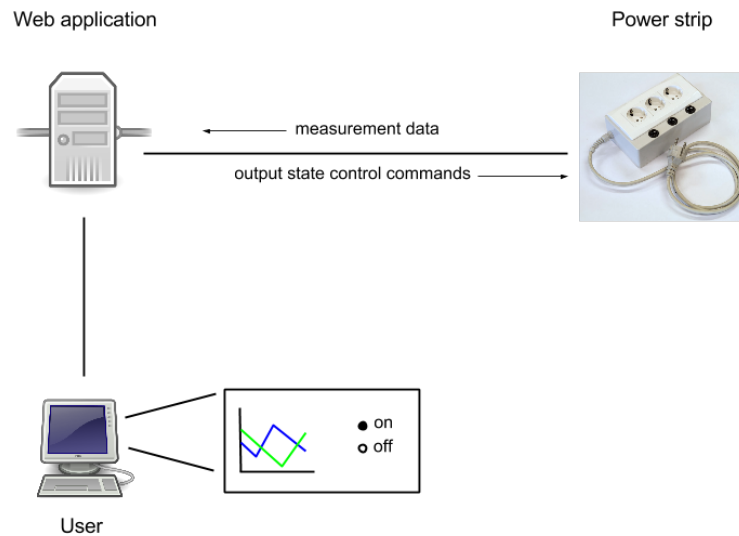 Web application
Power strip
measurement data
output state control commands
on
off
User